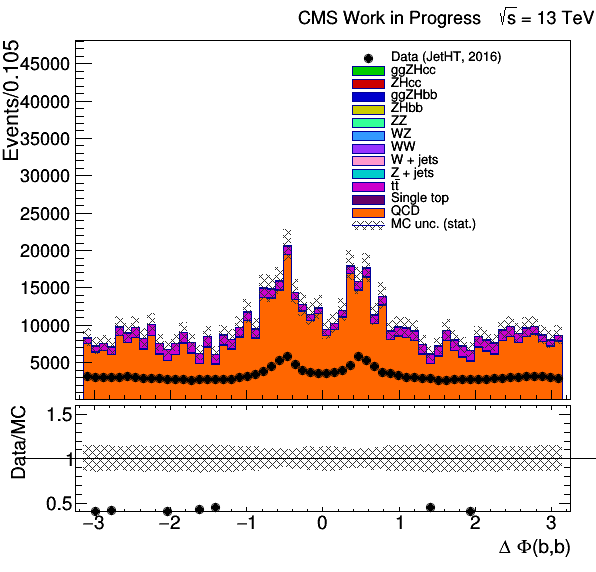 CMS Work in Progress √s = 13 TeV
Events/0.105
45000
40000
35000
30000
25000
20000
15000
10000
5000
Data (JetHT, 2016)
ggZHcc
ZHcc
ggZHbb
ZHbb
ZZ
WZ
WW
W + jets
Z + jets
tt̄
Single top
QCD
MC unc. (stat.)
Data/MC
1.5
1
0.5
−3 −2 −1 0 1 2 3
Δ Φ(b,b)